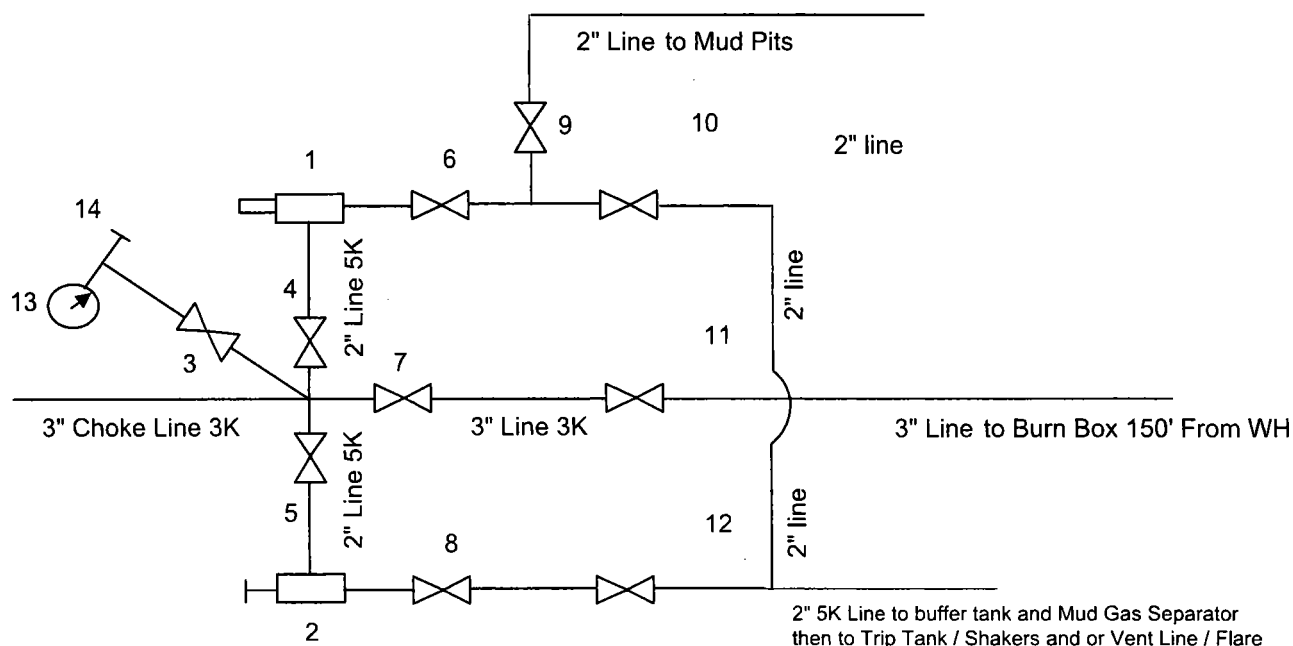 2" Line to Mud Pits
9
10
2" line
1
6
14
13
4
2" Line 5K
2" line
3
7
11
3" Choke Line 3K
3" Line 3K
3" Line to Burn Box 150' From WH
5
2" Line 5K
8
12
2" line
2
2" 5K Line to buffer tank and Mud Gas Separator
then to Trip Tank / Shakers and or Vent Line / Flare